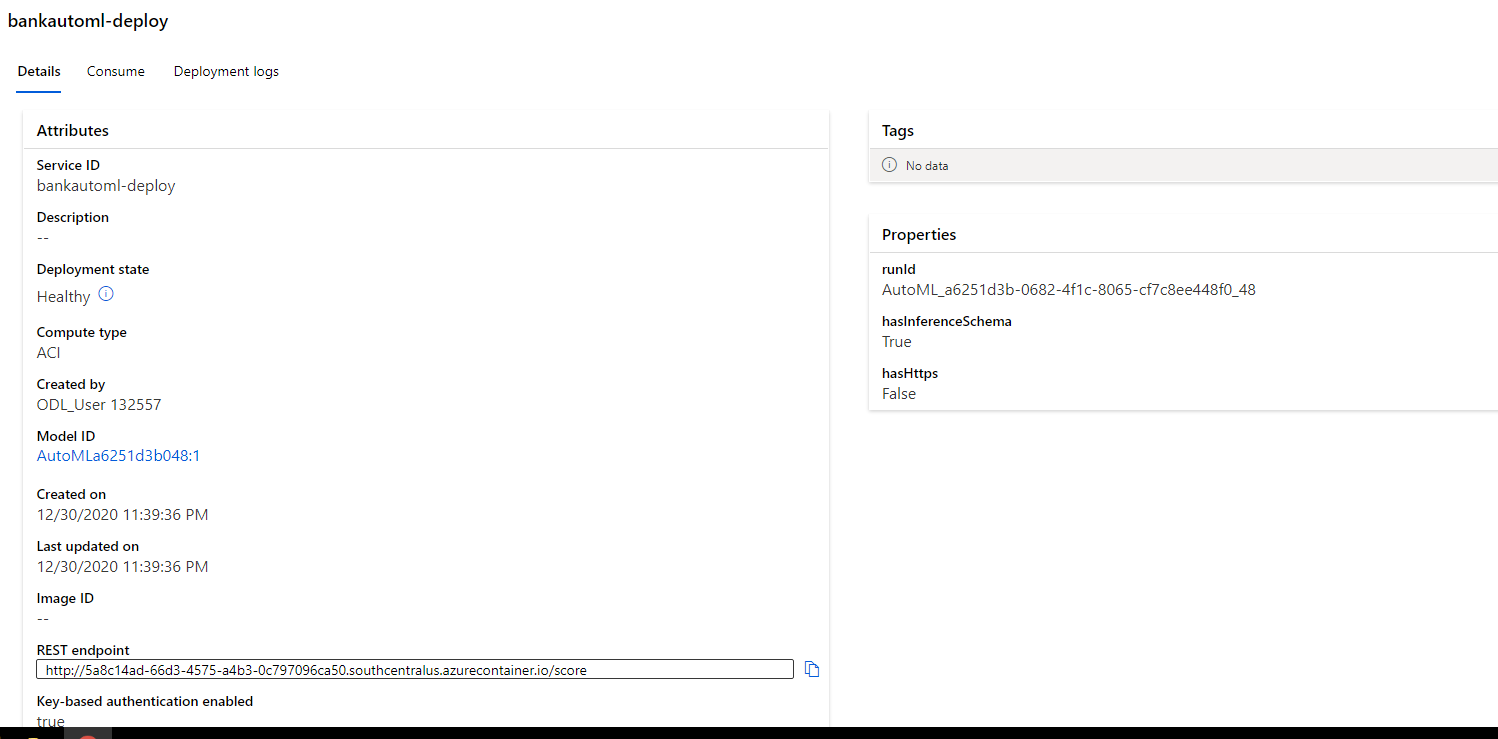 bankautoml-deploy
Details Consume Deployment logs
Attributes
Service ID
bankautoml-deploy
Description
--
Deployment state
Healthy
Compute type
ACI
Created by
ODL_User 132557
Model ID
AutoMLa6251d3b048:1
Created on
12/30/2020 11:39:36 PM
Last updated on
12/30/2020 11:39:36 PM
Image ID
--
REST endpoint
http://5a8c14ad-66d3-4575-a4b3-0c797096ca50.southcentralus.azurecontainer.io/score
Key-based authentication enabled
true
Tags
No data
Properties
runId
AutoML_a6251d3b-0682-4f1c-8065-cf7c8ee448f0_48
hasInferenceSchema
True
hasHttps
False